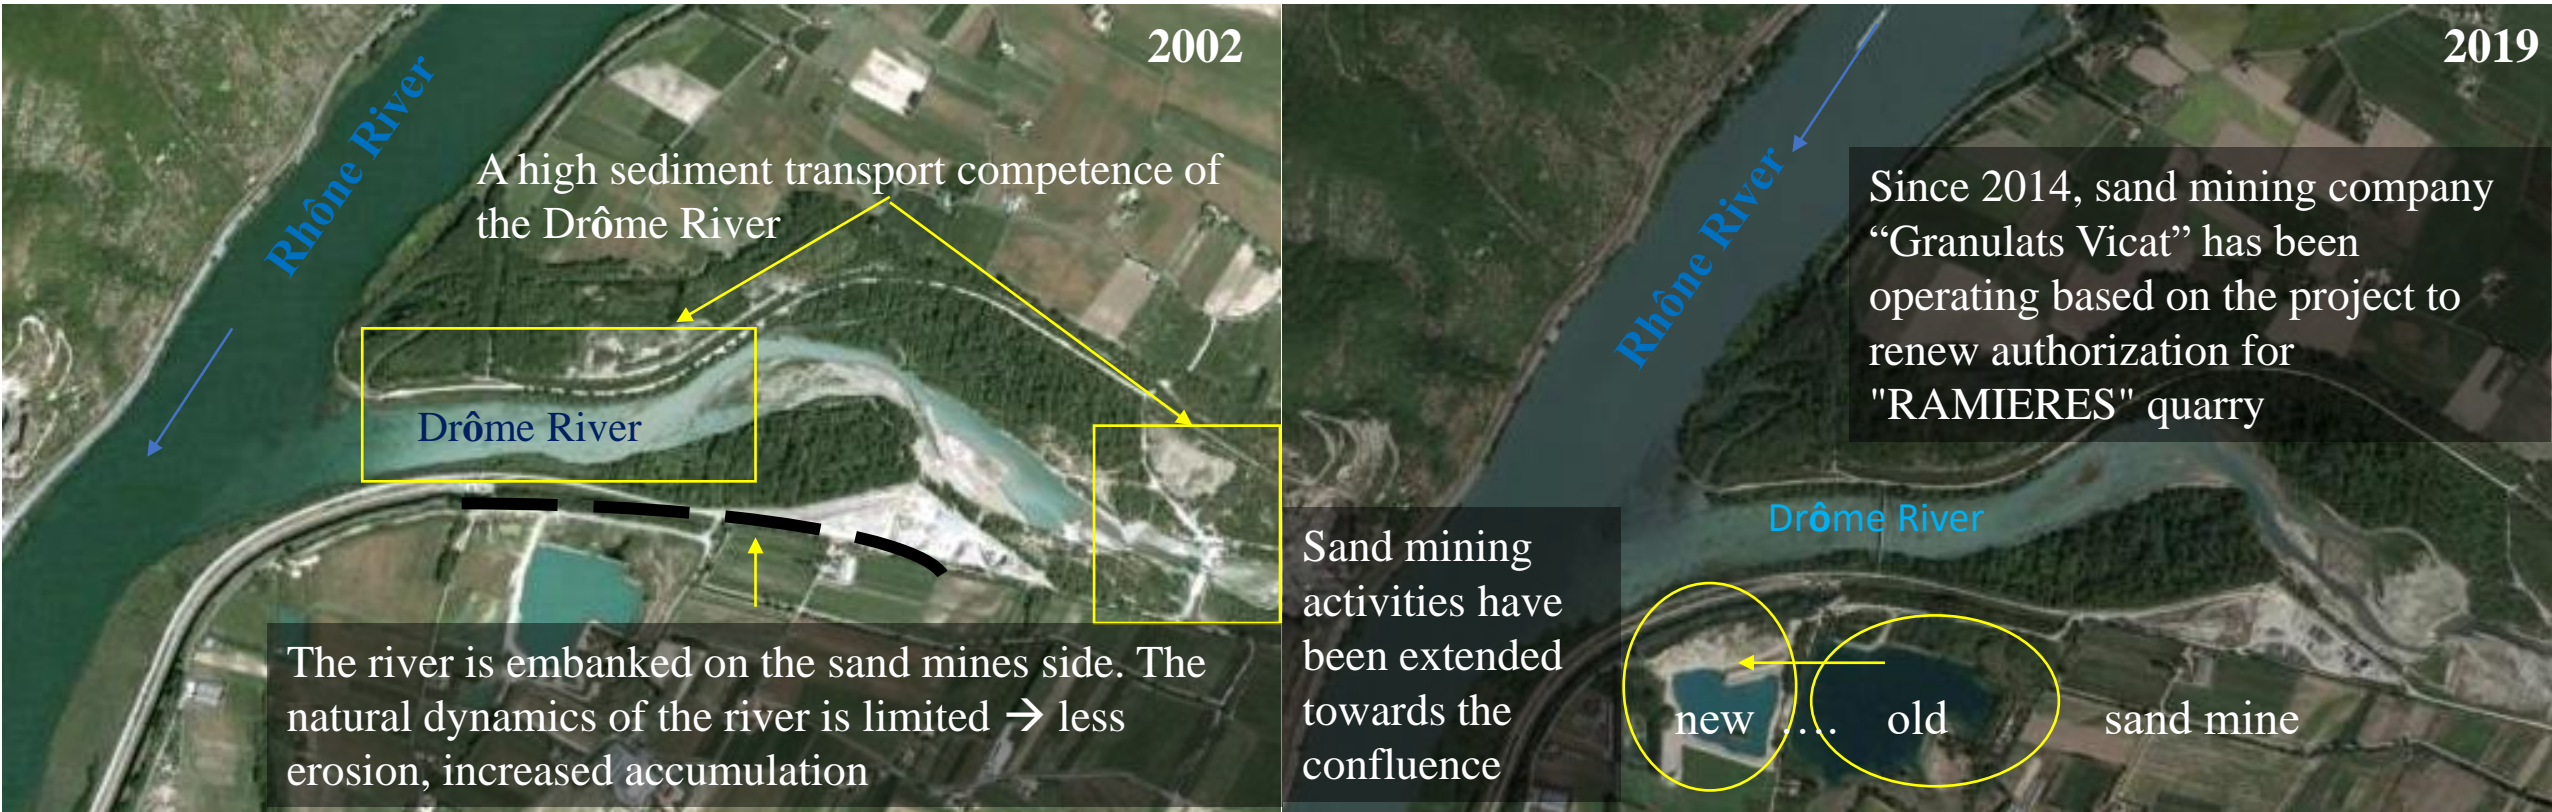 2002
Rhône River
A high sediment transport competence of
the Drôme River
Drôme River
The river is embanked on the sand mines side. The
natural dynamics of the river is limited → less
erosion, increased accumulation
2019
Rhône River
Since 2014, sand mining company
“Granulats Vicat” has been
operating based on the project to
renew authorization for
"RAMIERES" quarry
Drôme River
Sand mining
activities have
been extended
towards the
confluence
new .... old sand mine